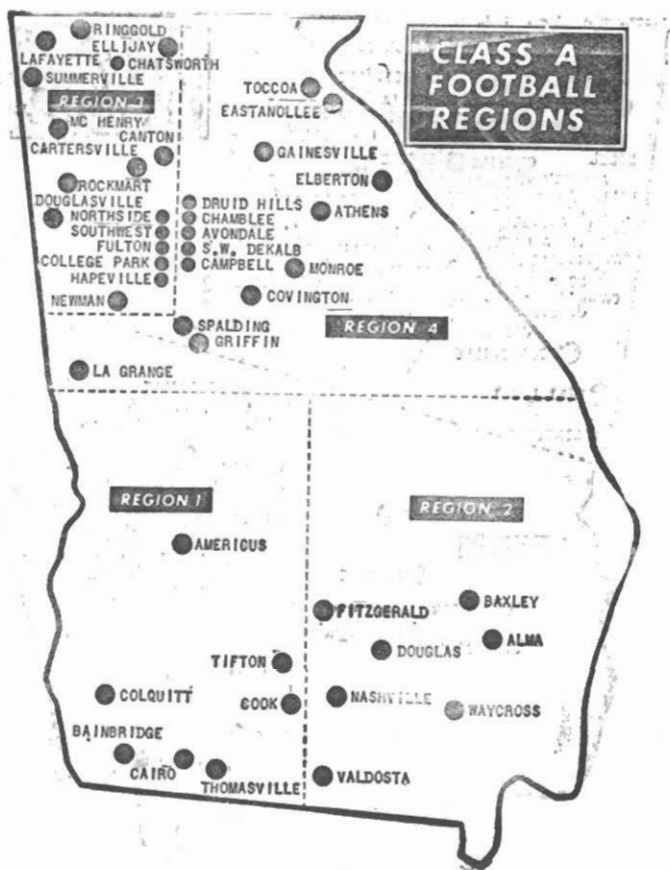 CLASS A
FOOTBALL
REGIONS
RINGGOLD
ELLIJAY
LAFAYETTE
CHATSWORTH
SUMMERVILLE
REGION 3
MC HENRY
CANTON
CARTERSVILLE
ROCKMART
DOUGLASVILLE
NORTHSIDE
SOUTHWEST
FULTON
COLLEGE PARK
HAPEVILLE
NEWMAN
TOCCOA
EASTANOLLEE
GAINESVILLE
ELBERTON
DRUID HILLS
CHAMBLEE
ATHENS
AVONDALE
S.W. DEKALB
CAMPBELL
MONROE
COVINGTON
SPALDING
REGION 4
GRIFFIN
LA GRANGE
REGION 1
AMERICUS
TIFTON
COLQUITT
COOK
BAINBRIDGE
CAIRO
THOMASVILLE
REGION 2
BAXLEY
FITZGERALD
ALMA
DOUGLAS
NASHVILLE
WAYCROSS
VALDOSTA